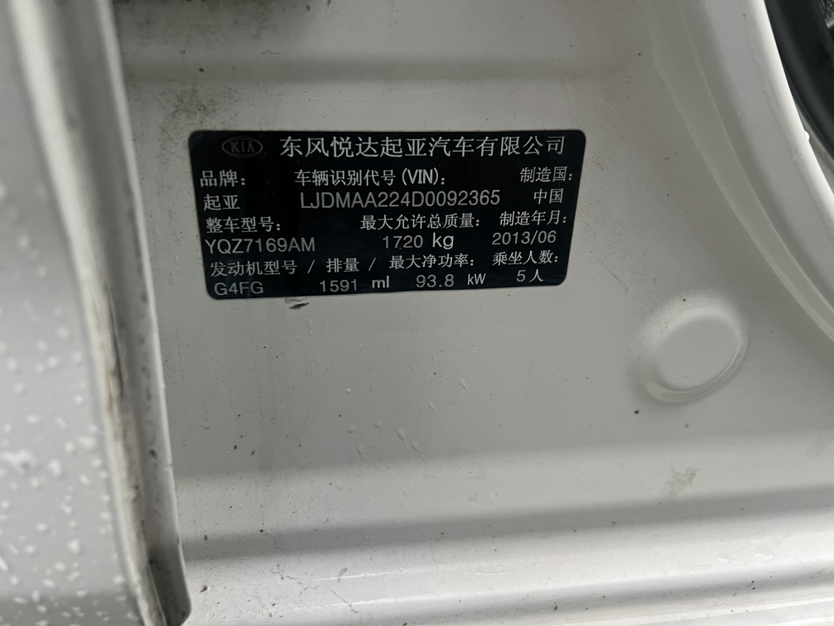 KIA 东风悦达起亚汽车有限公司
品牌: 车辆识别代号(VIN): 制造国:
起亚 LJDMAA224D0092365 中国
整车型号: 最大允许总质量: 制造年月:
YQZ7169AM 1720 kg 2013/06
发动机型号 / 排量 / 最大净功率: 乘坐人数:
G4FG 1591 ml 93.8 kW 5人